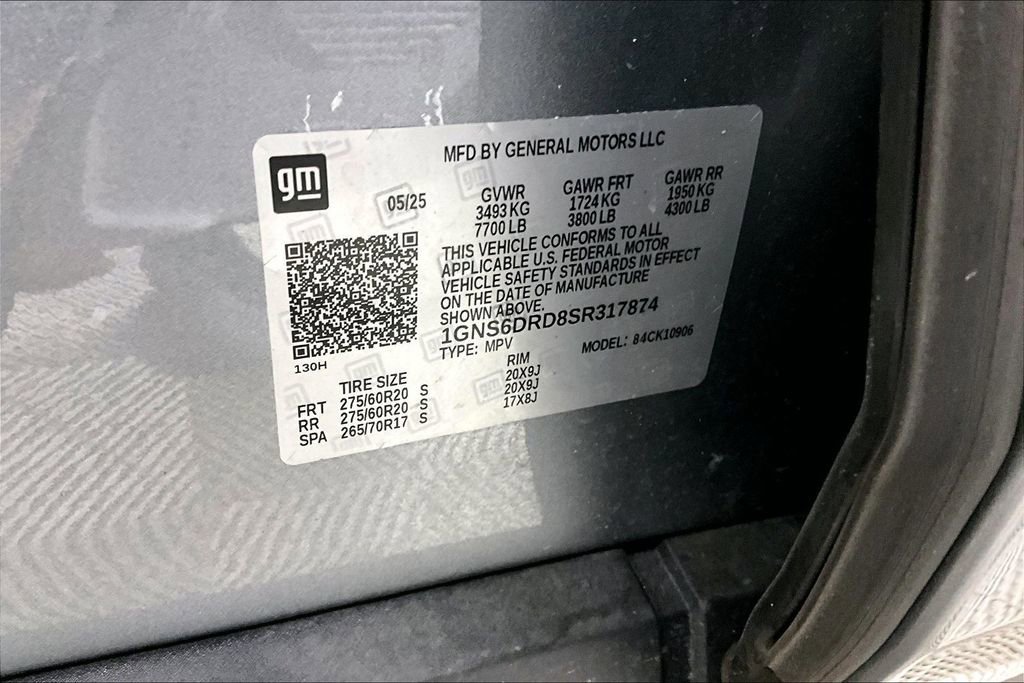 MFD BY GENERAL MOTORS LLC
gm
05/25
GVWR GAWR FRT GAWR RR
3493 KG 1724 KG 1950 KG
7700 LB 3800 LB 4300 LB
THIS VEHICLE CONFORMS TO ALL
APPLICABLE U.S. FEDERAL MOTOR
VEHICLE SAFETY STANDARDS IN EFFECT
ON THE DATE OF MANUFACTURE
SHOWN ABOVE.
1GNS6DRD8SR317874
TYPE: MPV MODEL: 84CK10906
130H
TIRE SIZE RIM
FRT 275/60R20 S 20X9J
RR 275/60R20 S 20X9J
SPA 265/70R17 S 17X8J